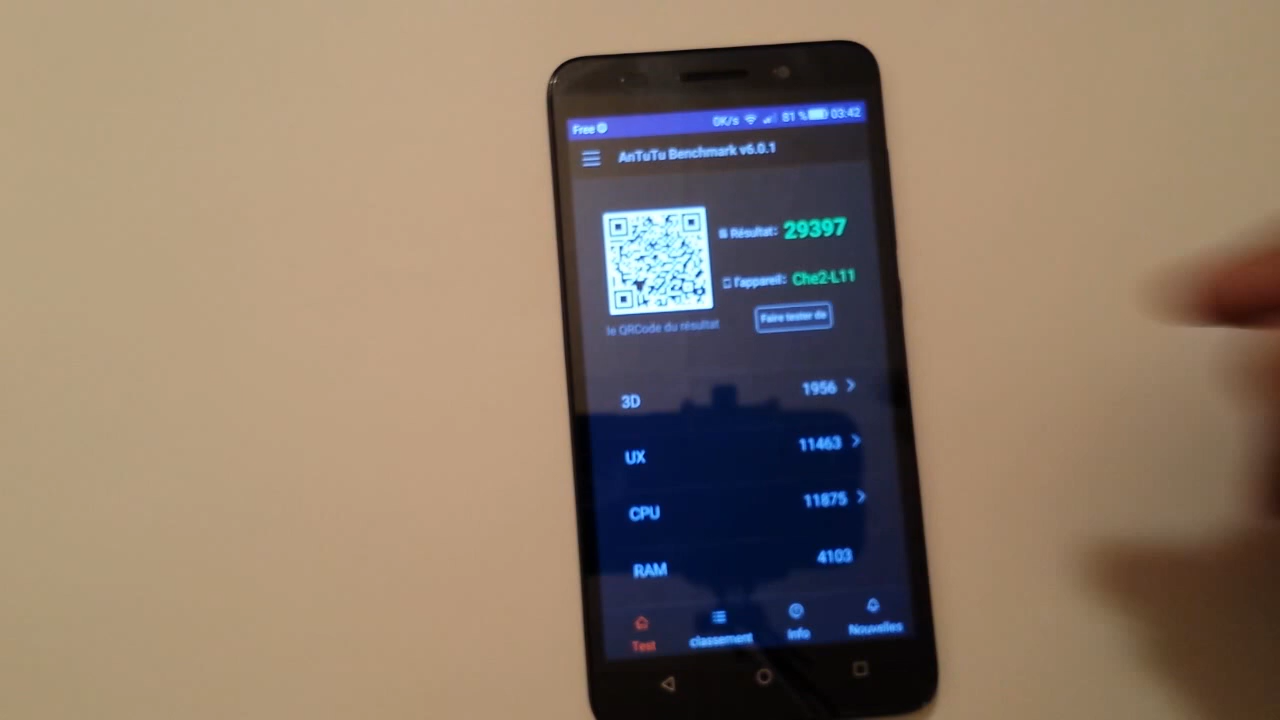 Free 0K/s 81 % 03:42
AnTuTu Benchmark v6.0.1
Résultat: 29397
l'appareil: Che2-L11
le QRCode du résultat
Faire tester de
3D 1956
UX 11463
CPU 11875
RAM 4103
Test classement Info Nouvelles